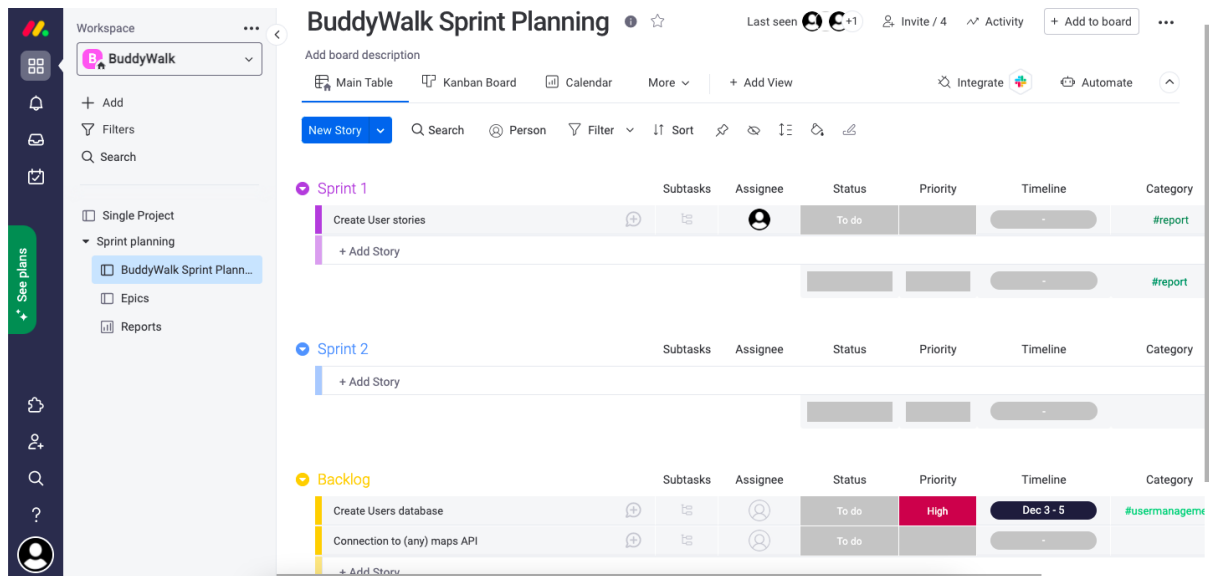 Workspace
B
BuddyWalk
Add
Filters
Search
Single Project
Sprint planning
BuddyWalk Sprint Plann...
Epics
Reports
See plans
?
BuddyWalk Sprint Planning
Last seen +1 Invite / 4 Activity + Add to board
Add board description
Main Table Kanban Board Calendar More + Add View Integrate Automate
New Story Search Person Filter Sort
Sprint 1 Subtasks Assignee Status Priority Timeline Category
Create User stories To do - #report
+ Add Story
- #report
Sprint 2 Subtasks Assignee Status Priority Timeline Category
+ Add Story
-
Backlog Subtasks Assignee Status Priority Timeline Category
Create Users database To do High Dec 3 - 5 #usermanageme
Connection to (any) maps API To do -
+ Add Story